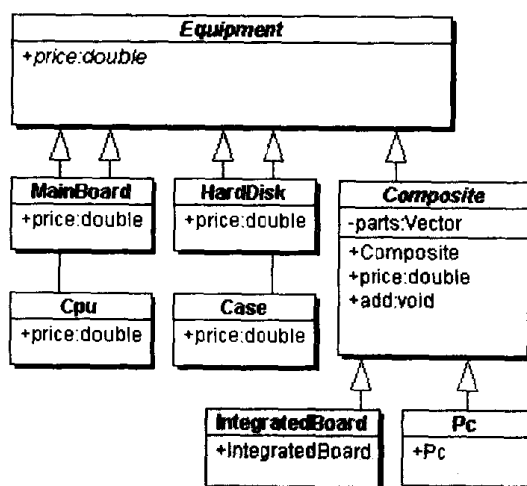 Equipment
+price:double
MainBoard
+price:double
HardDisk
+price:double
Composite
-parts:Vector
+Composite
+price:double
+add:void
Cpu
+price:double
Case
+price:double
IntegratedBoard
+IntegratedBoard
Pc
+Pc